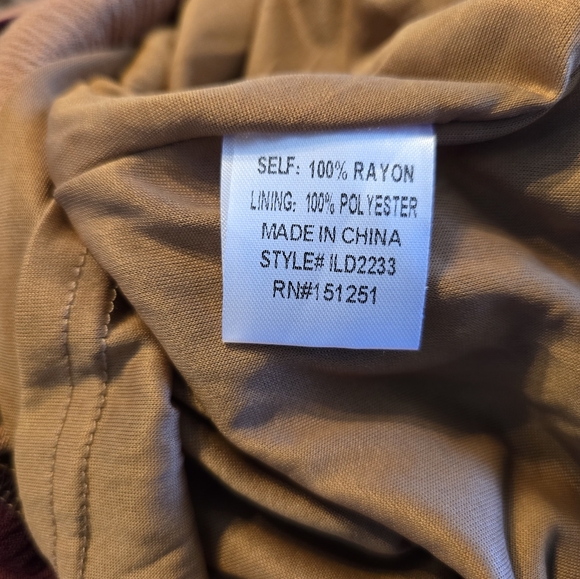 SELF: 100% RAYON
LINING: 100% POLYESTER
MADE IN CHINA
STYLE# ILD2233
RN#151251